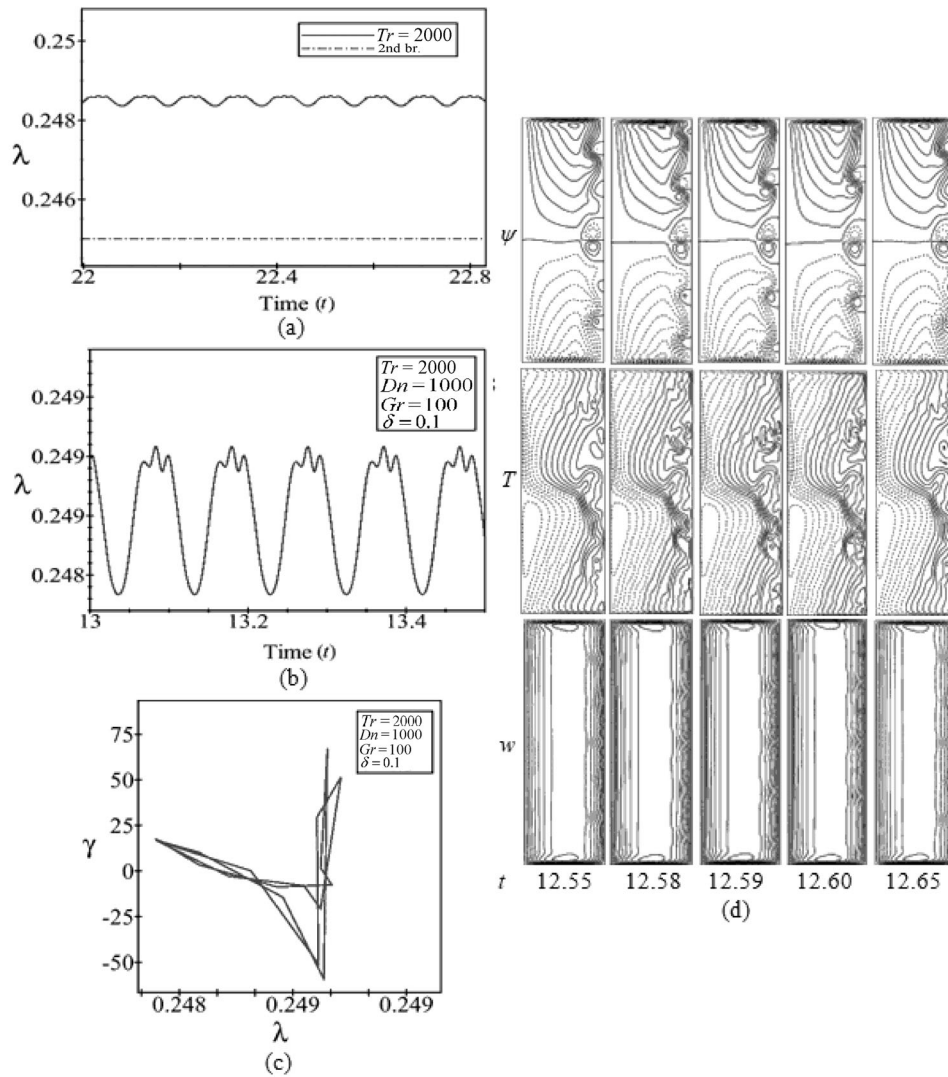 0.25
0.248
0.246
λ
Tr = 2000
2nd br.
22
22.4
22.8
Time (t)
(a)
0.249
0.249
0.249
0.248
λ
Tr = 2000
Dn = 1000
Gr = 100
δ = 0.1
13
13.2
13.4
Time (t)
(b)
75
50
25
0
-25
-50
γ
Tr = 2000
Dn = 1000
Gr = 100
δ = 0.1
0.248
0.249
0.249
λ
(c)
ψ
T
w
t 12.55 12.58 12.59 12.60 12.65
(d)